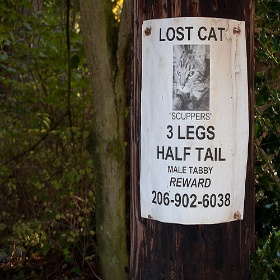 LOST CAT
"SCUPPERS"
3 LEGS
HALF TAIL
MALE TABBY
REWARD
206-902-6038